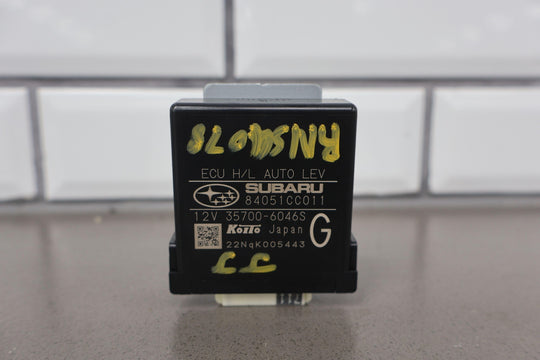 ECU H/L AUTO LEV
SUBARU
84051CC011
12V 35700-6046S
KOITO Japan G
22NqK005443